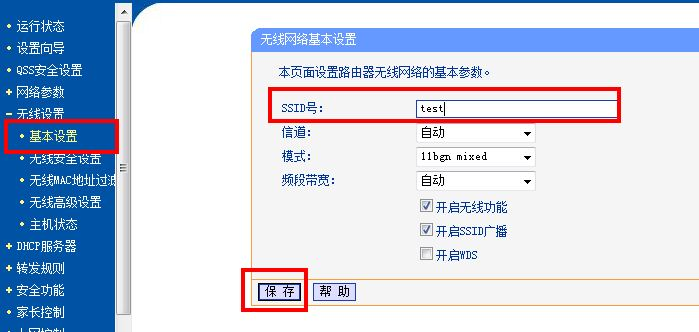 运行状态
设置向导
QSS安全设置
网络参数
无线设置
基本设置
无线安全设置
无线MAC地址过滤
无线高级设置
主机状态
DHCP服务器
转发规则
安全功能
家长控制
上网控制
无线网络基本设置
本页面设置路由器无线网络的基本参数。
SSID号: test
信道: 自动
模式: 11bgn mixed
频段带宽: 自动
开启无线功能
开启SSID广播
开启WDS
保存 帮助